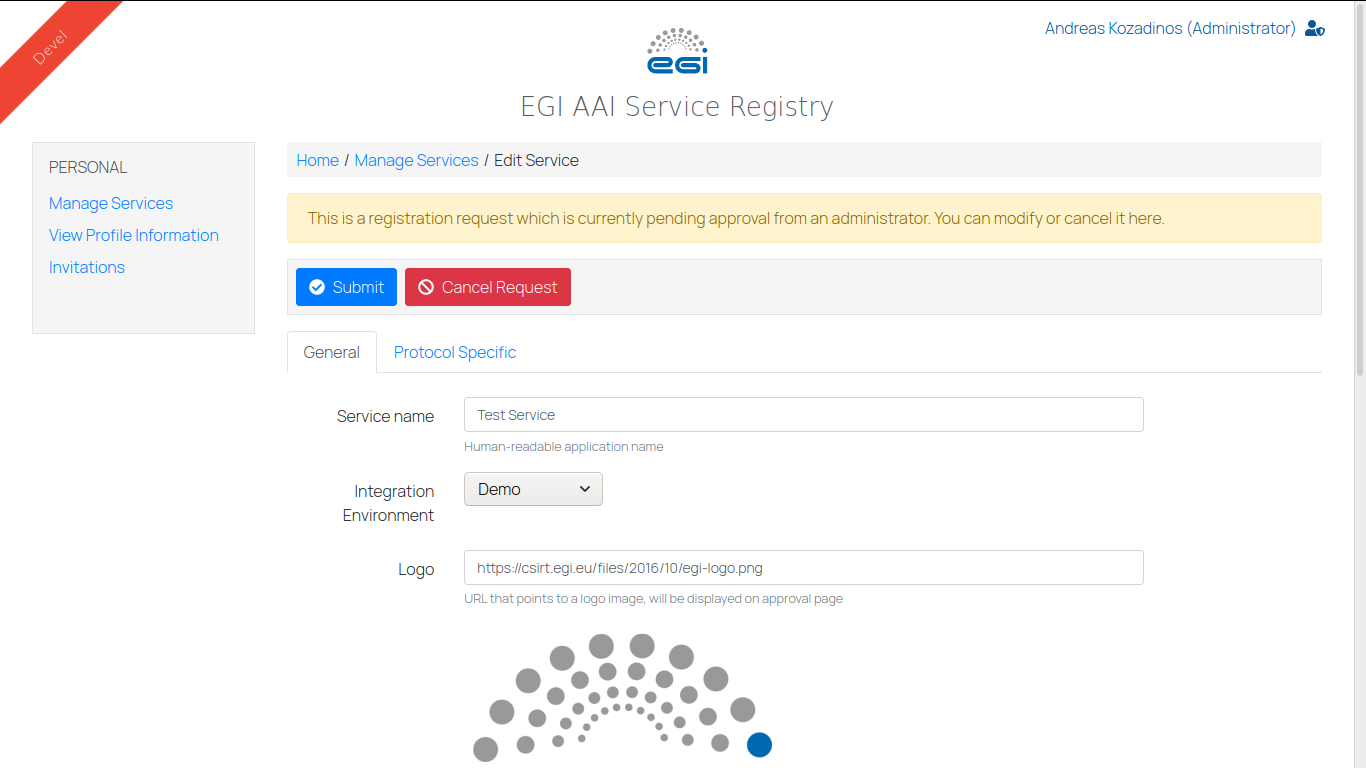 Devel
Andreas Kozadinos (Administrator)
egi
EGI AAI Service Registry
PERSONAL
Manage Services
View Profile Information
Invitations
Home / Manage Services / Edit Service
This is a registration request which is currently pending approval from an administrator. You can modify or cancel it here.
Submit Cancel Request
General Protocol Specific
Service name Test Service
Human-readable application name
Integration Environment Demo
Logo https://csirt.egi.eu/files/2016/10/egi-logo.png
URL that points to a logo image, will be displayed on approval page